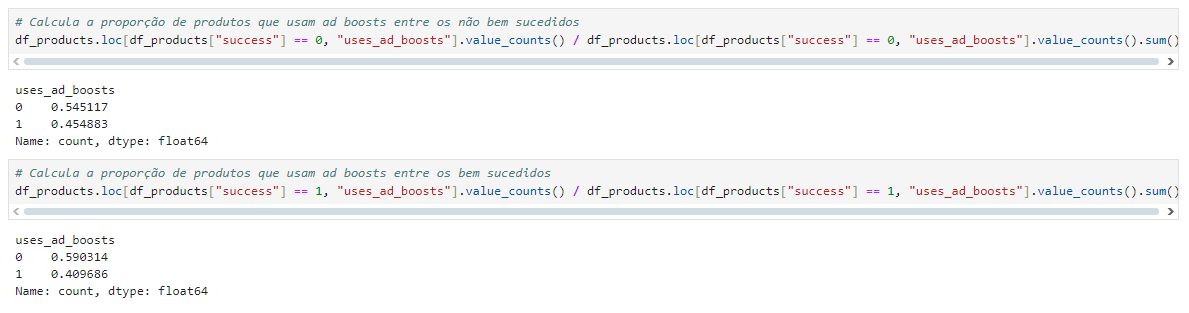 # Calcula a proporção de produtos que usam ad boosts entre os não bem sucedidos
df_products.loc[df_products["success"] == 0, "uses_ad_boosts"].value_counts() / df_products.loc[df_products["success"] == 0, "uses_ad_boosts"].value_counts().sum()
uses_ad_boosts
0    0.545117
1    0.454883
Name: count, dtype: float64
# Calcula a proporção de produtos que usam ad boosts entre os bem sucedidos
df_products.loc[df_products["success"] == 1, "uses_ad_boosts"].value_counts() / df_products.loc[df_products["success"] == 1, "uses_ad_boosts"].value_counts().sum()
uses_ad_boosts
0    0.590314
1    0.409686
Name: count, dtype: float64